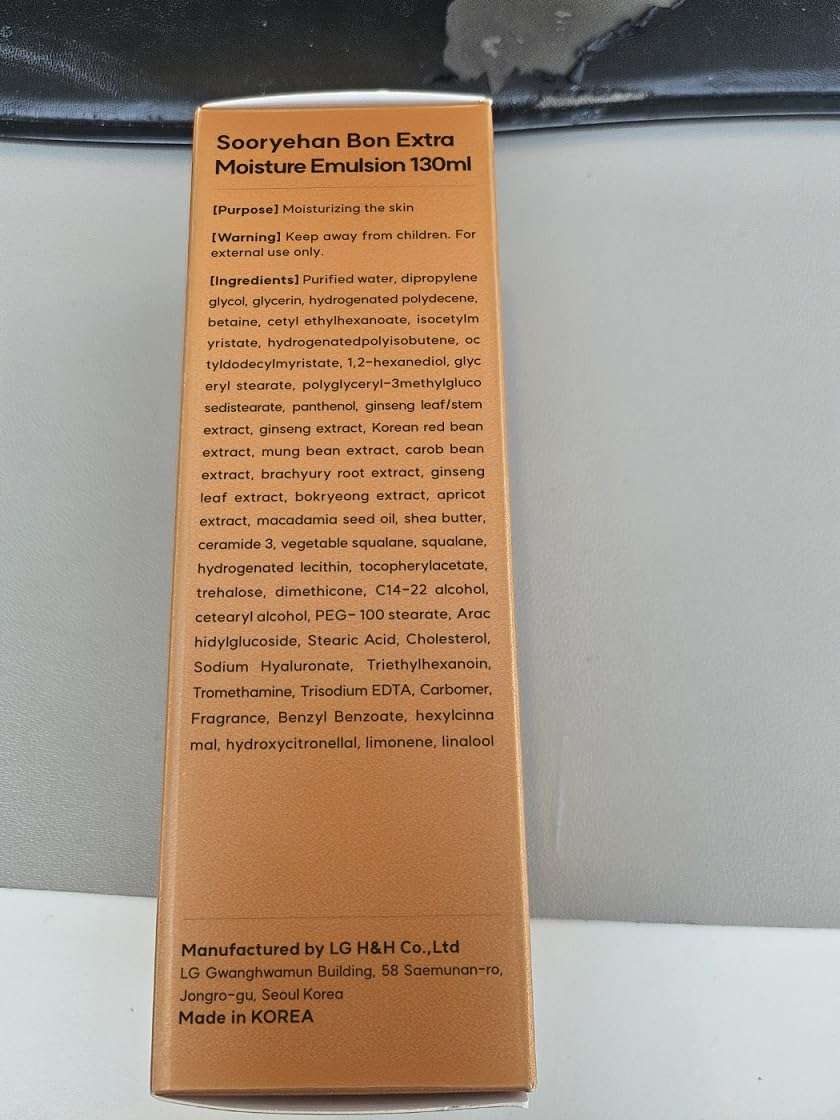 Sooryehan Bon Extra
Moisture Emulsion 130ml
[Purpose] Moisturizing the skin
[Warning] Keep away from children. For
external use only.
[Ingredients] Purified water, dipropylene
glycol, glycerin, hydrogenated polydecene,
betaine, cetyl ethylhexanoate, isocetylm
yristate, hydrogenatedpolyisobutene, oc
tyldodecylmyristate, 1,2-hexanediol, glyc
eryl stearate, polyglyceryl-3methylgluco
sedistearate, panthenol, ginseng leaf/stem
extract, ginseng extract, Korean red bean
extract, mung bean extract, carob bean
extract, brachyury root extract, ginseng
leaf extract, bokryeong extract, apricot
extract, macadamia seed oil, shea butter,
ceramide 3, vegetable squalane, squalane,
hydrogenated lecithin, tocopherylacetate,
trehalose, dimethicone, C14-22 alcohol,
cetearyl alcohol, PEG- 100 stearate, Arac
hidylglucoside, Stearic Acid, Cholesterol,
Sodium Hyaluronate, Triethylhexanoin,
Tromethamine, Trisodium EDTA, Carbomer,
Fragrance, Benzyl Benzoate, hexylcinna
mal, hydroxycitronellal, limonene, linalool
Manufactured by LG H&H Co.,Ltd
LG Gwanghwamun Building, 58 Saemunan-ro,
Jongro-gu, Seoul Korea
Made in KOREA